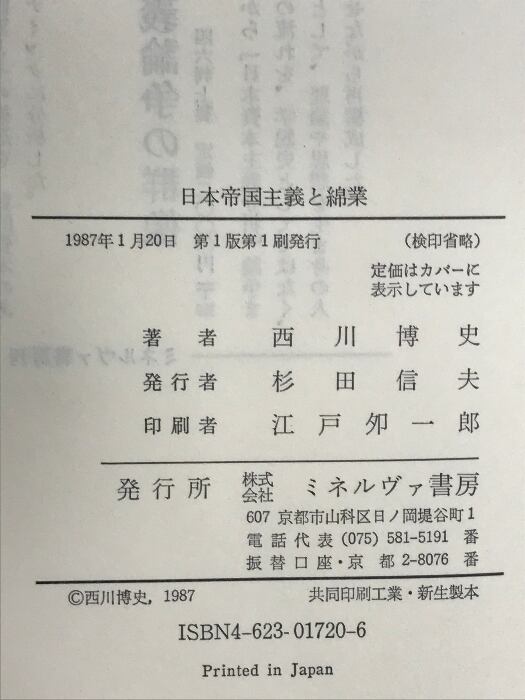 日本帝国主義と綿業
1987年1月20日 第1版第1刷発行 (検印省略)
定価はカバーに
表示しています
著者 西川博史
発行者 杉田信夫
印刷者 江戸夘一郎
発行所 株式会社 ミネルヴァ書房
607 京都市山科区日ノ岡堤谷町1
電話代表 (075) 581-5191 番
振替口座・京都 2-8076 番
©西川博史, 1987 共同印刷工業・新生製本
ISBN4-623-01720-6
Printed in Japan